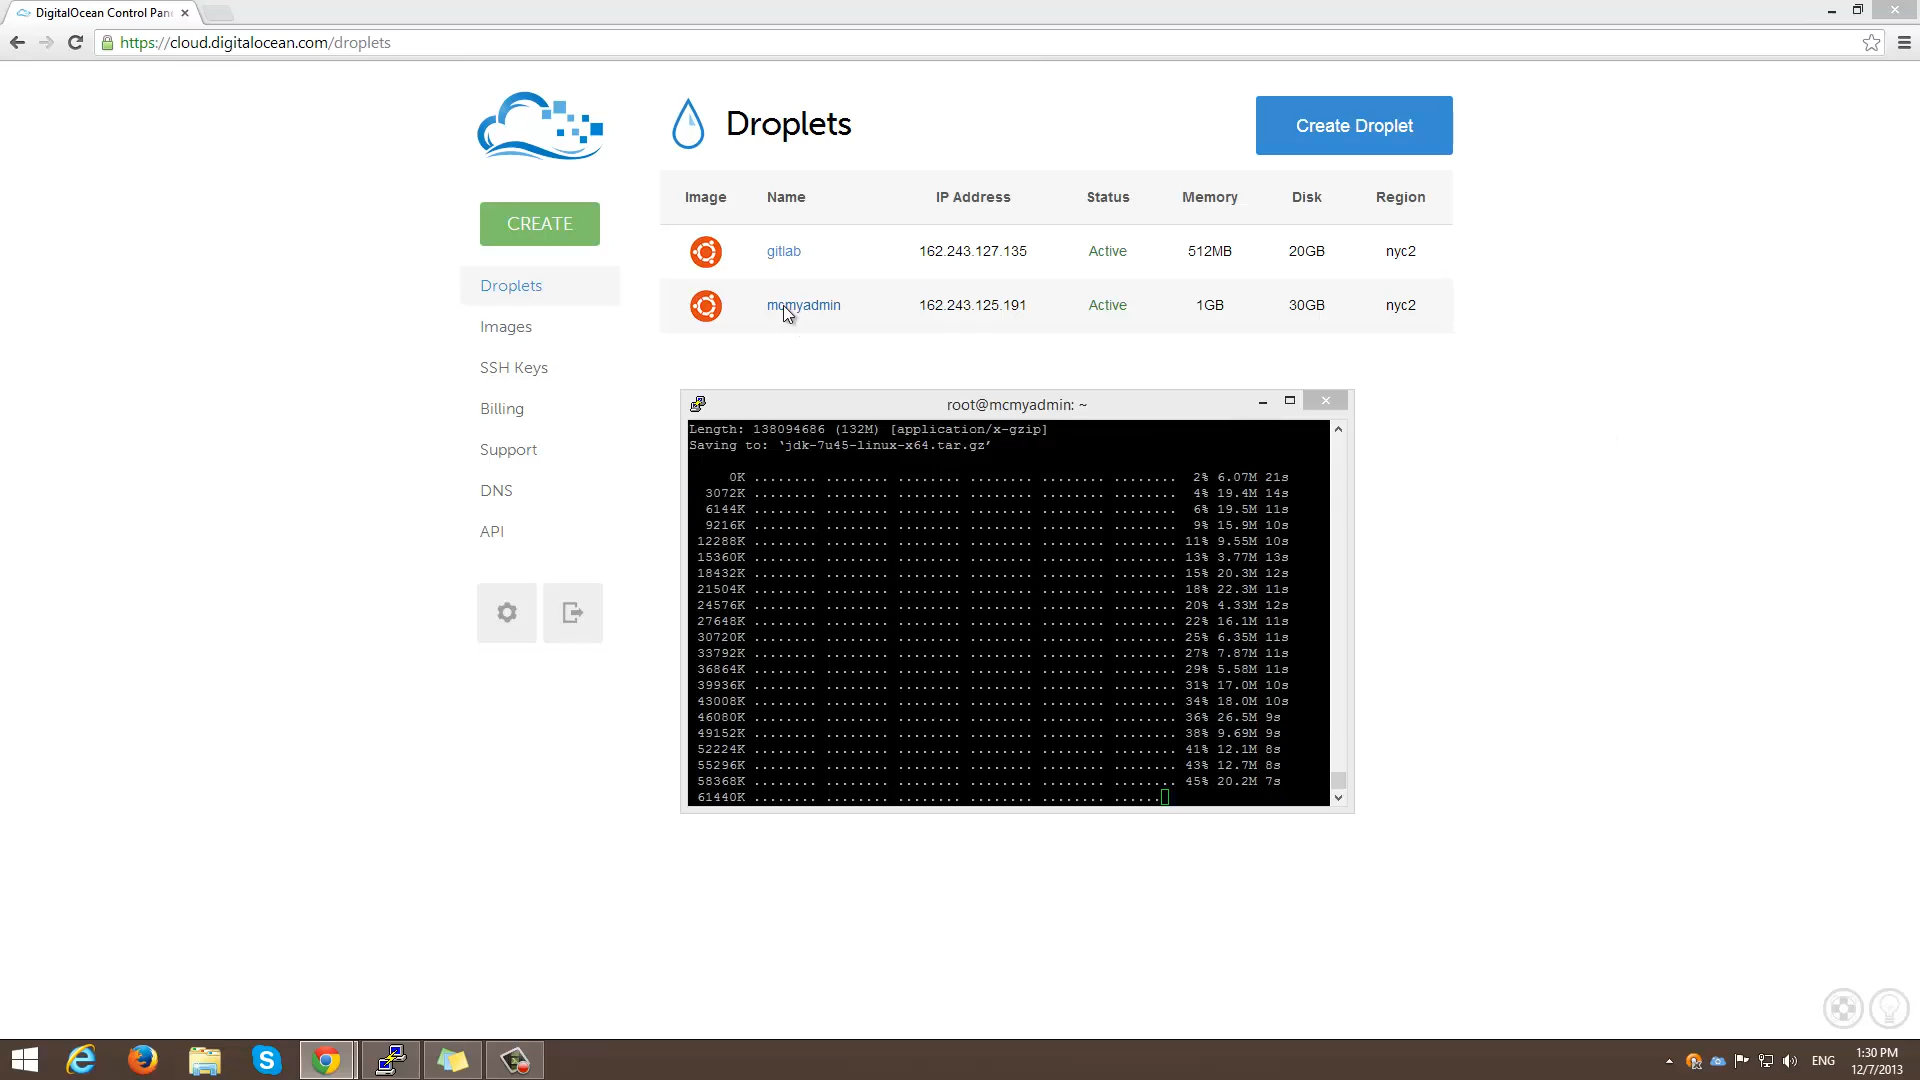 DigitalOcean Control Pan
https://cloud.digitalocean.com/droplets
Droplets
Create Droplet
Image Name IP Address Status Memory Disk Region
CREATE
gitlab 162.243.127.135 Active 512MB 20GB nyc2
Droplets
mcmyadmin 162.243.125.191 Active 1GB 30GB nyc2
Images
SSH Keys
Billing
Support
DNS
API
root@mcmyadmin: ~
Length: 138094686 (132M) [application/x-gzip]
Saving to: ‘jdk-7u45-linux-x64.tar.gz’
0K ........ ........ ........ ........ ........ ........ 2% 6.07M 21s
3072K ........ ........ ........ ........ ........ ........ 4% 19.4M 14s
6144K ........ ........ ........ ........ ........ ........ 6% 19.5M 11s
9216K ........ ........ ........ ........ ........ ........ 9% 15.9M 10s
12288K ........ ........ ........ ........ ........ ........ 11% 9.55M 10s
15360K ........ ........ ........ ........ ........ ........ 13% 3.77M 13s
18432K ........ ........ ........ ........ ........ ........ 15% 20.3M 12s
21504K ........ ........ ........ ........ ........ ........ 18% 22.3M 11s
24576K ........ ........ ........ ........ ........ ........ 20% 4.33M 12s
27648K ........ ........ ........ ........ ........ ........ 22% 16.1M 11s
30720K ........ ........ ........ ........ ........ ........ 25% 6.35M 11s
33792K ........ ........ ........ ........ ........ ........ 27% 7.87M 11s
36864K ........ ........ ........ ........ ........ ........ 29% 5.58M 11s
39936K ........ ........ ........ ........ ........ ........ 31% 17.0M 10s
43008K ........ ........ ........ ........ ........ ........ 34% 18.0M 10s
46080K ........ ........ ........ ........ ........ ........ 36% 26.5M 9s
49152K ........ ........ ........ ........ ........ ........ 38% 9.69M 9s
52224K ........ ........ ........ ........ ........ ........ 41% 12.1M 8s
55296K ........ ........ ........ ........ ........ ........ 43% 12.7M 8s
58368K ........ ........ ........ ........ ........ ........ 45% 20.2M 7s
61440K ........ ........ ........ ........ ........ ......
ENG
1:30 PM
12/7/2013